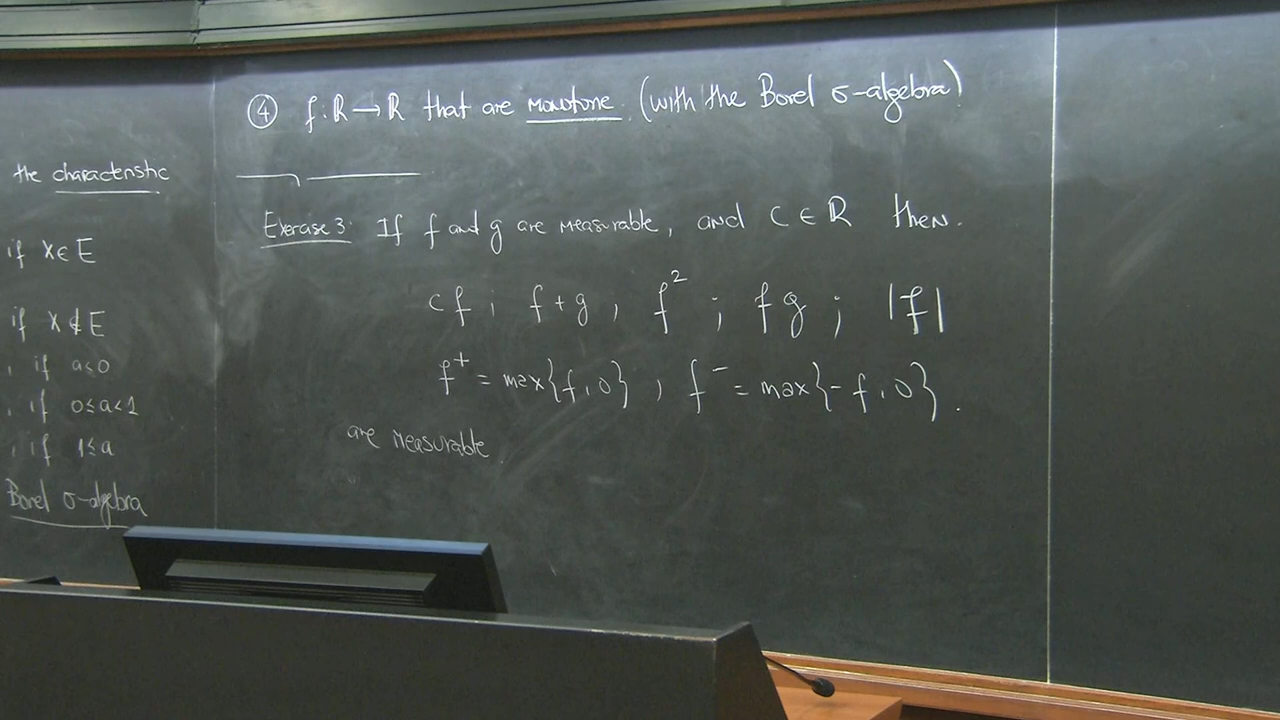 the characteristic
if x∈E
if x∉E
, if a<0
, if 0≤a<1
, if 1≤a
Borel σ-algebra
④ f: R→R that are monotone. (with the Borel σ-algebra)
Exercise 3: If f and g are measurable, and C∈R then.
cf; f+g, f²; fg; |f|
f⁺ = max{f,0}, f⁻ = max{-f,0}.
are measurable